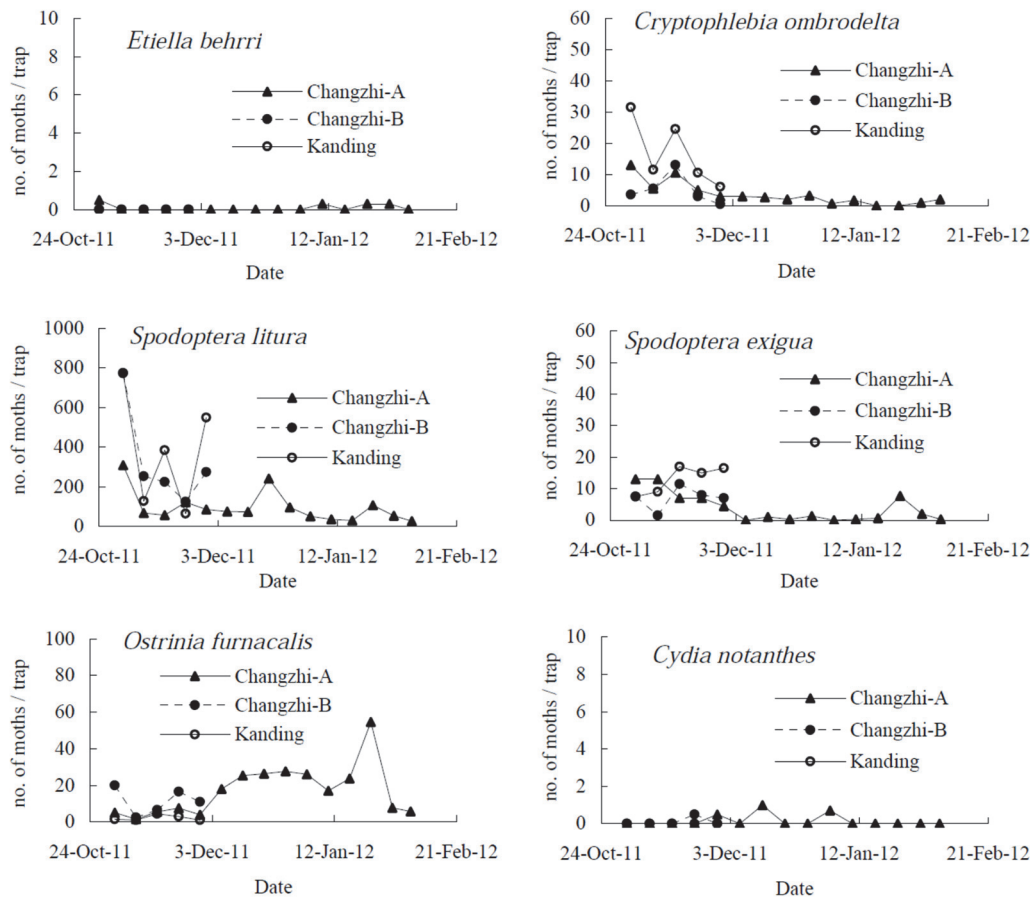 Etiella behrri
no. of moths / trap
10
8
6
4
2
0
Changzhi-A
Changzhi-B
Kanding
24-Oct-11 3-Dec-11 12-Jan-12 21-Feb-12
Date
Cryptophlebia ombrodelta
no. of moths / trap
60
50
40
30
20
10
0
Changzhi-A
Changzhi-B
Kanding
24-Oct-11 3-Dec-11 12-Jan-12 21-Feb-12
Date
Spodoptera litura
no. of moths / trap
1000
800
600
400
200
0
Changzhi-A
Changzhi-B
Kanding
24-Oct-11 3-Dec-11 12-Jan-12 21-Feb-12
Date
Spodoptera exigua
no. of moths / trap
60
50
40
30
20
10
0
Changzhi-A
Changzhi-B
Kanding
24-Oct-11 3-Dec-11 12-Jan-12 21-Feb-12
Date
Ostrinia furnacalis
no. of moths / trap
100
80
60
40
20
0
Changzhi-A
Changzhi-B
Kanding
24-Oct-11 3-Dec-11 12-Jan-12 21-Feb-12
Date
Cydia notanthes
no. of moths / trap
10
8
6
4
2
0
Changzhi-A
Changzhi-B
Kanding
24-Oct-11 3-Dec-11 12-Jan-12 21-Feb-12
Date